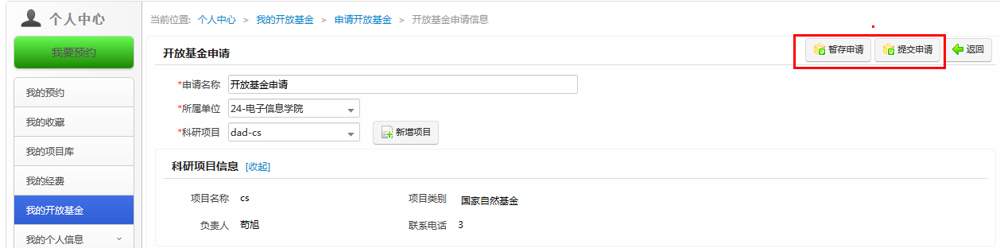 个人中心
当前位置: 个人中心 > 我的开放基金 > 申请开放基金 > 开放基金申请信息
我要预约
开放基金申请
暂存申请
提交申请
返回
*申请名称 开放基金申请
我的预约
*所属单位 24-电子信息学院
我的收藏
*科研项目 dad-cs 新增项目
我的项目库
科研项目信息 [收起]
我的经费
项目名称 cs 项目类别 国家自然基金
我的开放基金
负责人 苟旭 联系电话 3
我的个人信息